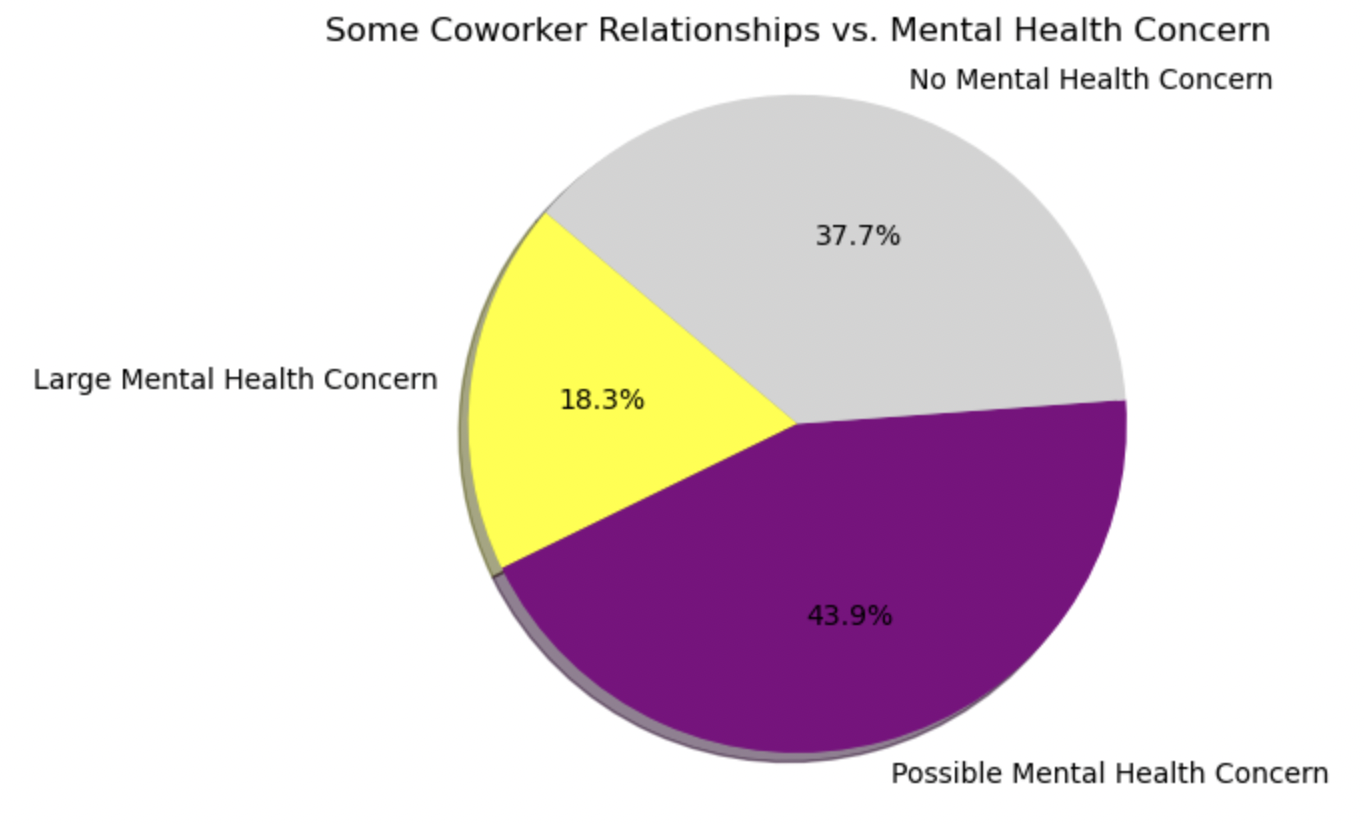 Some Coworker Relationships vs. Mental Health Concern
No Mental Health Concern
37.7%
Large Mental Health Concern
18.3%
43.9%
Possible Mental Health Concern